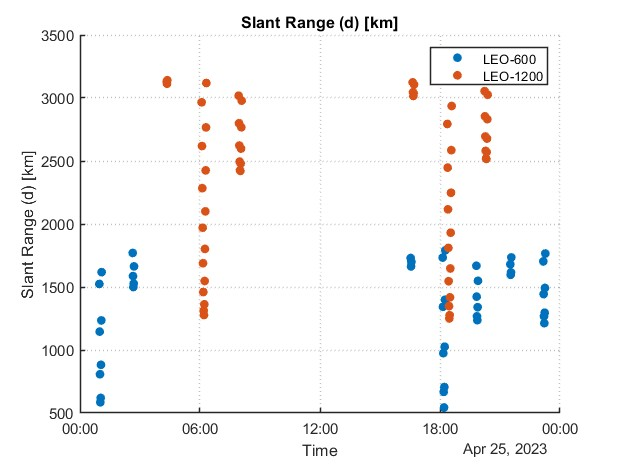 Slant Range (d) [km]
LEO-600
LEO-1200
Slant Range (d) [km]
3500
3000
2500
2000
1500
1000
500
00:00
06:00
12:00
18:00
00:00
Time
Apr 25, 2023